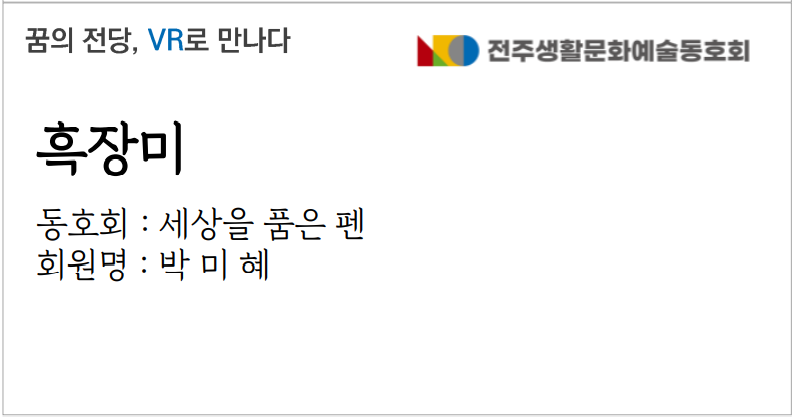 꿈의 전당, VR로 만나다
전주생활문화예술동호회
흑장미
동호회 : 세상을 품은 펜
회원명 : 박 미 혜